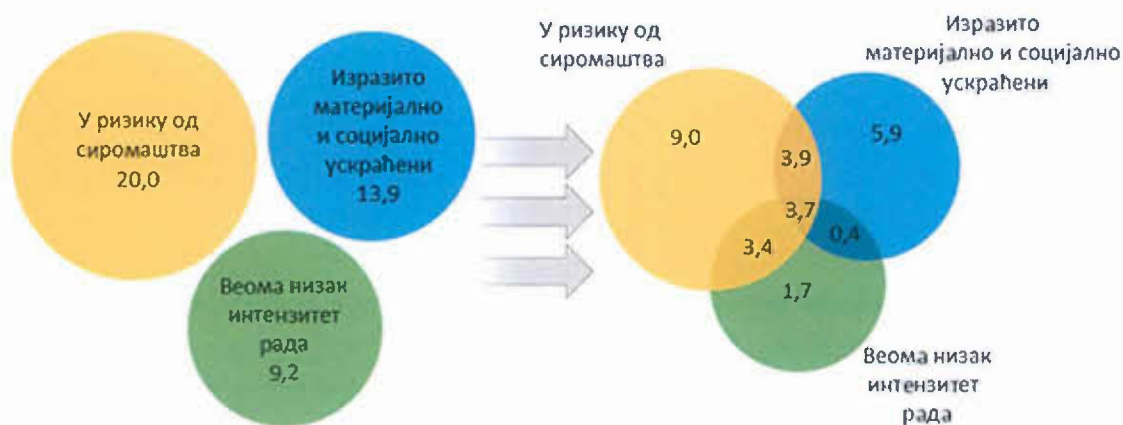 У ризику од
сиромаштва
20,0
Изразито
материјално
и социјално
ускраћени
13,9
Веома низак
интензитет
рада
9,2
У ризику од
сиромаштва
Изразито
материјално и социјално
ускраћени
9,0
5,9
3,9
3,7
3,4
0,4
1,7
Веома низак
интензитет
рада